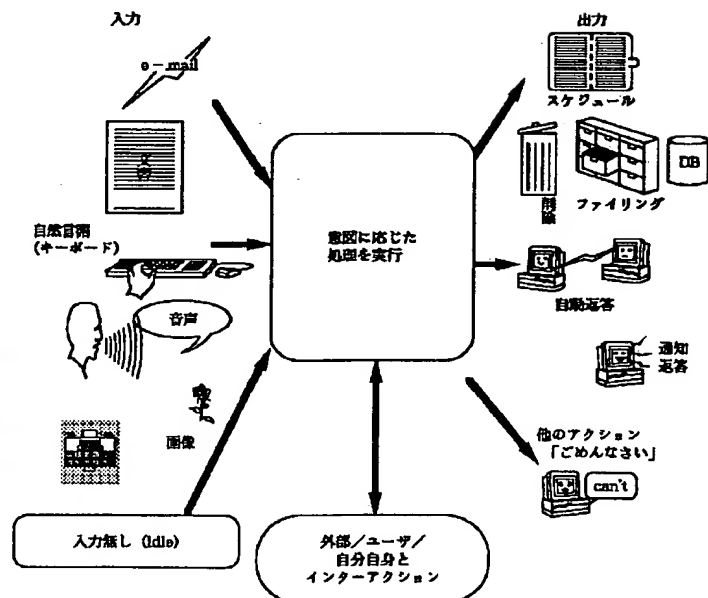 入力
e-mail
自然言語
(キーボード)
音声
画像
入力無し (Idle)
意図に応じた
処理を実行
外部/ユーザ/
自分自身と
インターアクション
出力
スケジュール
削除
ファイリング
DB
自動返答
通知
返答
他のアクション
「ごめんなさい」
can't